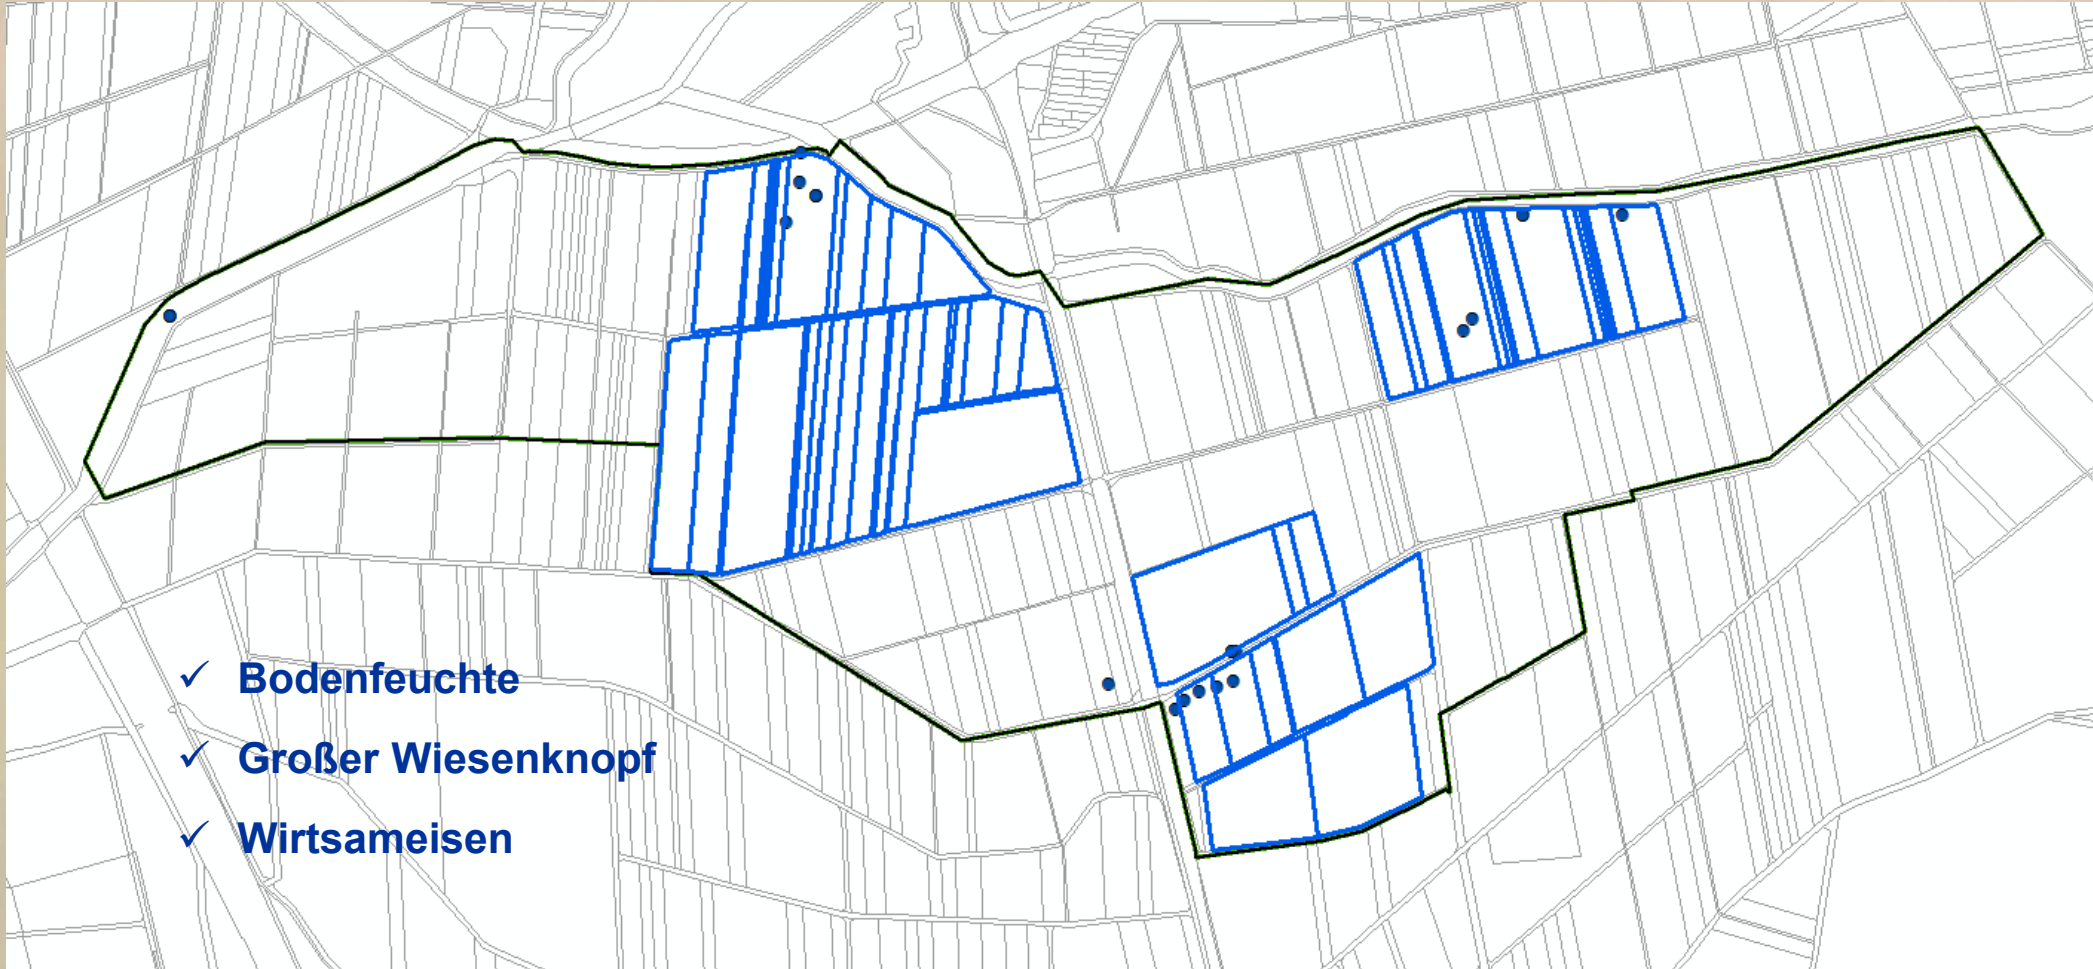 ✓ Bodenfeuchte
✓ Großer Wiesenknopf
✓ Wirtsameisen